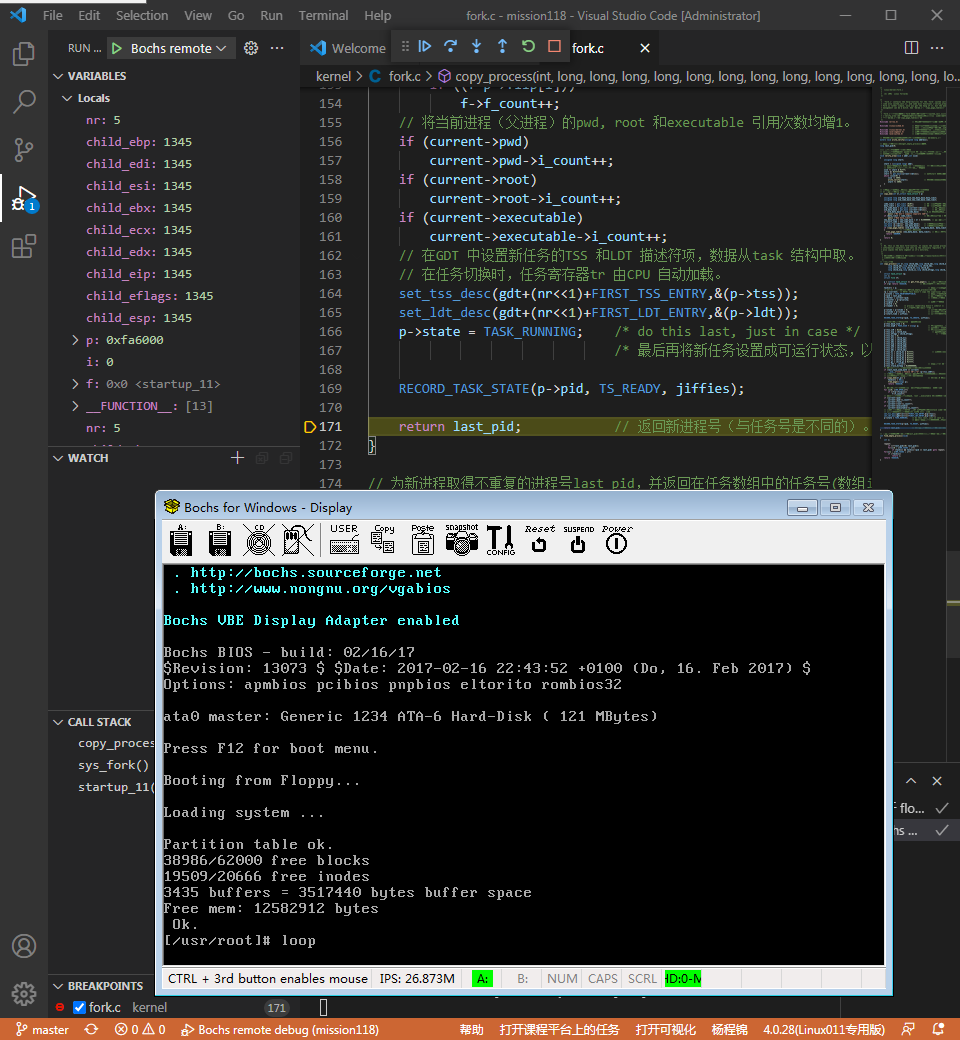 File Edit Selection View Go Run Terminal Help fork.c - mission118 - Visual Studio Code [Administrator]
RUN ... Bochs remote
Welcome
fork.c
kernel > C fork.c > copy_process(int, long, long, long, long, long, long, long, long, long, long, lo...
VARIABLES
Locals
nr: 5
child_ebp: 1345
child_edi: 1345
child_esi: 1345
child_ebx: 1345
child_ecx: 1345
child_edx: 1345
child_eip: 1345
child_eflags: 1345
child_esp: 1345
p: 0xfa6000
i: 0
f: 0x0 <startup_11>
__FUNCTION__: [13]
nr: 5
WATCH
CALL STACK
copy_proces
sys_fork()
startup_11(
BREAKPOINTS
fork.c kernel 171
154 f->f_count++;
155 // 将当前进程（父进程）的pwd, root 和executable 引用次数均增1。
156 if (current->pwd)
157 current->pwd->i_count++;
158 if (current->root)
159 current->root->i_count++;
160 if (current->executable)
161 current->executable->i_count++;
162 // 在GDT 中设置新任务的TSS 和LDT 描述符项，数据从task 结构中取。
163 // 在任务切换时，任务寄存器tr 由CPU 自动加载。
164 set_tss_desc(gdt+(nr<<1)+FIRST_TSS_ENTRY,&(p->tss));
165 set_ldt_desc(gdt+(nr<<1)+FIRST_LDT_ENTRY,&(p->ldt));
166 p->state = TASK_RUNNING; /* do this last, just in case */
167 /* 最后再将新任务设置成可运行状态，以
168
169 RECORD_TASK_STATE(p->pid, TS_READY, jiffies);
170
171 return last_pid; // 返回新进程号（与任务号是不同的）。
172 }
173
174 // 为新进程取得不重复的进程号last_pid，并返回在任务数组中的任务号(数组
Bochs for Windows - Display
A: B: CD USER Copy Paste snapshot CONFIG Reset SUSPEND Power
. http://bochs.sourceforge.net
. http://www.nongnu.org/vgabios
Bochs VBE Display Adapter enabled
Bochs BIOS - build: 02/16/17
$Revision: 13073 $ $Date: 2017-02-16 22:43:52 +0100 (Do, 16. Feb 2017) $
Options: apmbios pcibios pnpbios eltorito rombios32
ata0 master: Generic 1234 ATA-6 Hard-Disk ( 121 MBytes)
Press F12 for boot menu.
Booting from Floppy...
Loading system ...
Partition table ok.
38986/62000 free blocks
19509/20666 free inodes
3435 buffers = 3517440 bytes buffer space
Free mem: 12582912 bytes
Ok.
[/usr/root]# loop
CTRL + 3rd button enables mouse IPS: 26.873M A: B: NUM CAPS SCRL HD:0-M
flo...
hs ...
1
master 0 0 Bochs remote debug (mission118) 帮助 打开课程平台上的任务 打开可视化 杨程锦 4.0.28(Linux011专用版)